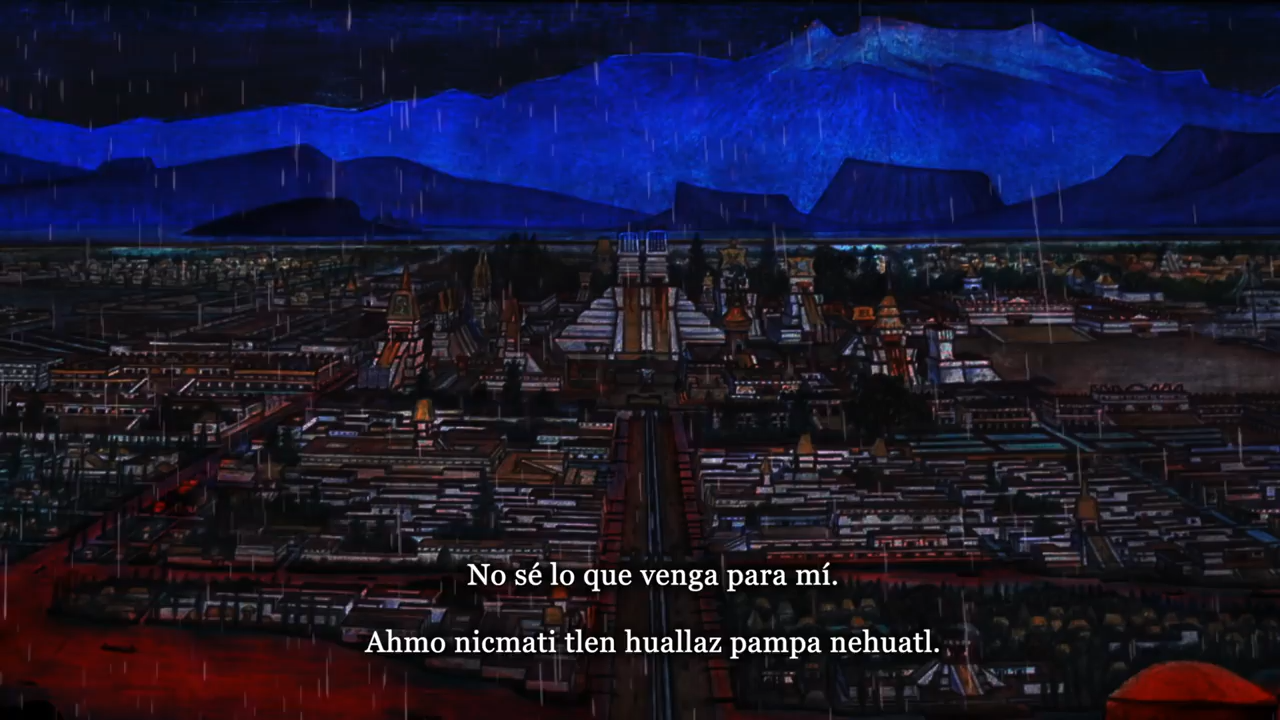 No sé lo que venga para mí.
Ahmo nicmati tlen huallaz pampa nehuatl.